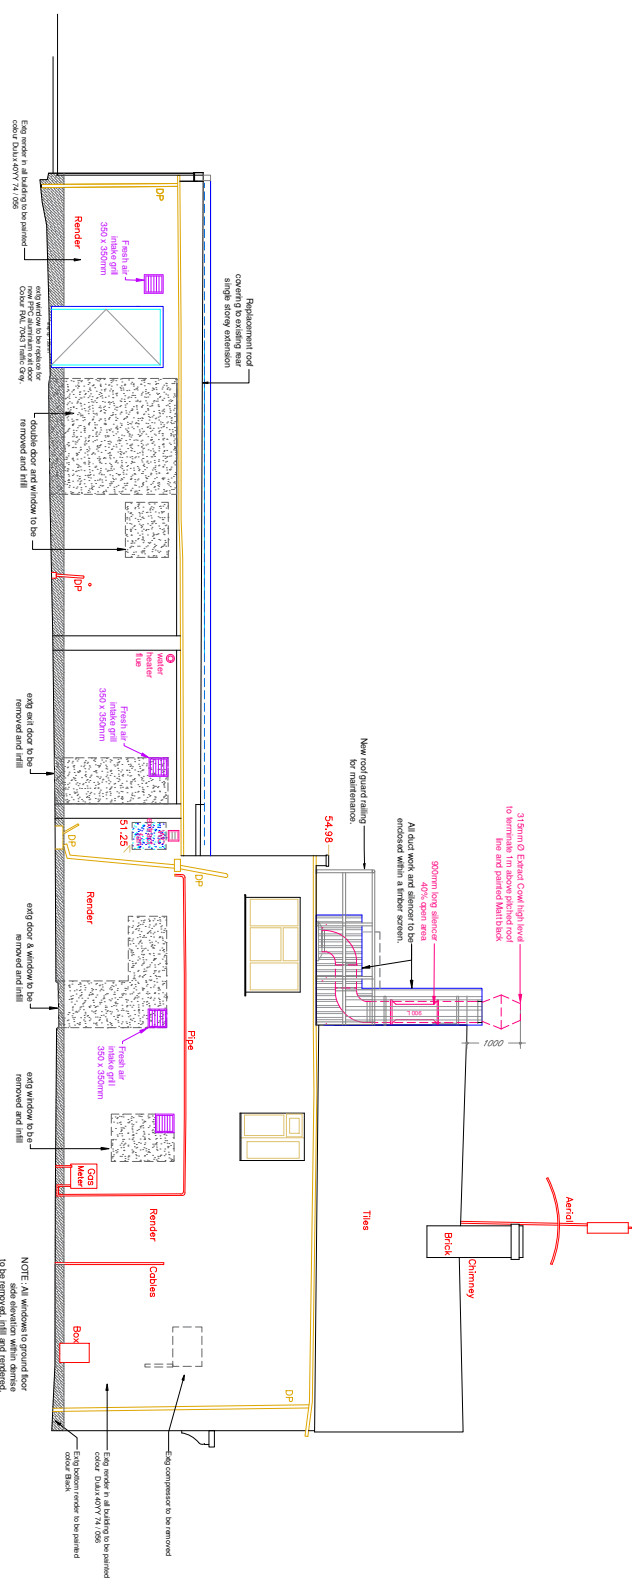 315mm Ø Extract Cowl high level
to terminate 1m above pitched roof
line and painted Matt black
900mm long silencer
40% open area
All duct work and silencer to be
enclosed within a timber screen.
New roof guard railing
for maintenance.
1000
Aerial
Chimney
Brick
Tiles
54.98
Replacement roof
covering to existing rear
single storey extension
DP
Render
Fresh air
intake grill
350 x 350mm
water
heater
flue
Fresh air
intake grill
350 x 350mm
51.25
DP
DP
DP
Render
Fresh air
intake grill
350 x 350mm
Pipe
Gas
Meter
Render
Cables
Box
DP
Extg render in all building to be painted
colour Dulux 40YY 74 / 056
extg window to be replace for
new PPC aluminium exit door
Colour RAL 7043 Traffic Grey.
double door and window to be
removed and infill
extg exit door to be
removed and infill
extg door & window to be
removed and infill
extg window to be
removed and infill
NOTE: All windows to ground floor
side elevation within demise
to be removed, infill and rendered.
Extg compressor to be removed
Extg render in all building to be painted
colour Dulux 40YY 74 / 056
Extg bottom render to be painted
colour Black